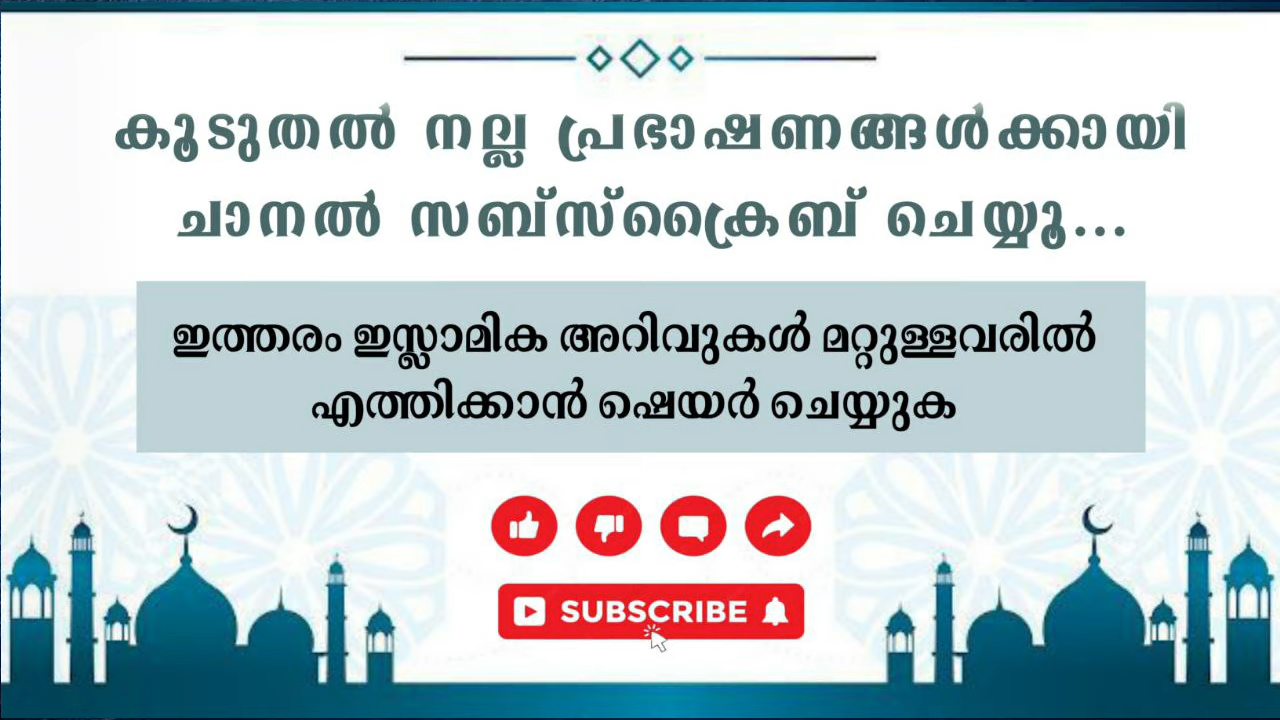 കൂടുതൽ നല്ല പ്രഭാഷണങ്ങൾക്കായി
ചാനൽ സബ്സ്ക്രൈബ് ചെയ്യൂ...
ഇത്തരം ഇസ്ലാമിക അറിവുകൾ മറ്റുള്ളവരിൽ
എത്തിക്കാൻ ഷെയർ ചെയ്യുക
SUBSCRIBE